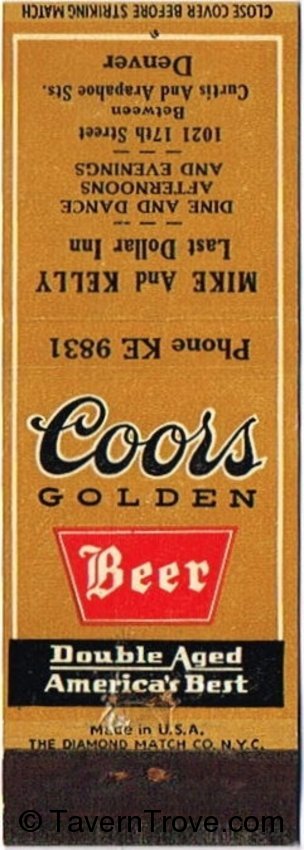 Phone KE 9831
MIKE And KELLY
Last Dollar Inn
DINE AND DANCE
AFTERNOONS
AND EVENINGS
1021 17th Street
Between
Curtis And Arapahoe Sts.
Denver
CLOSE COVER BEFORE STRIKING MATCH
Coors
GOLDEN
Beer
Double Aged
America's Best
Made in U.S.A.
THE DIAMOND MATCH CO. N.Y.C.
© TavernTrove.com